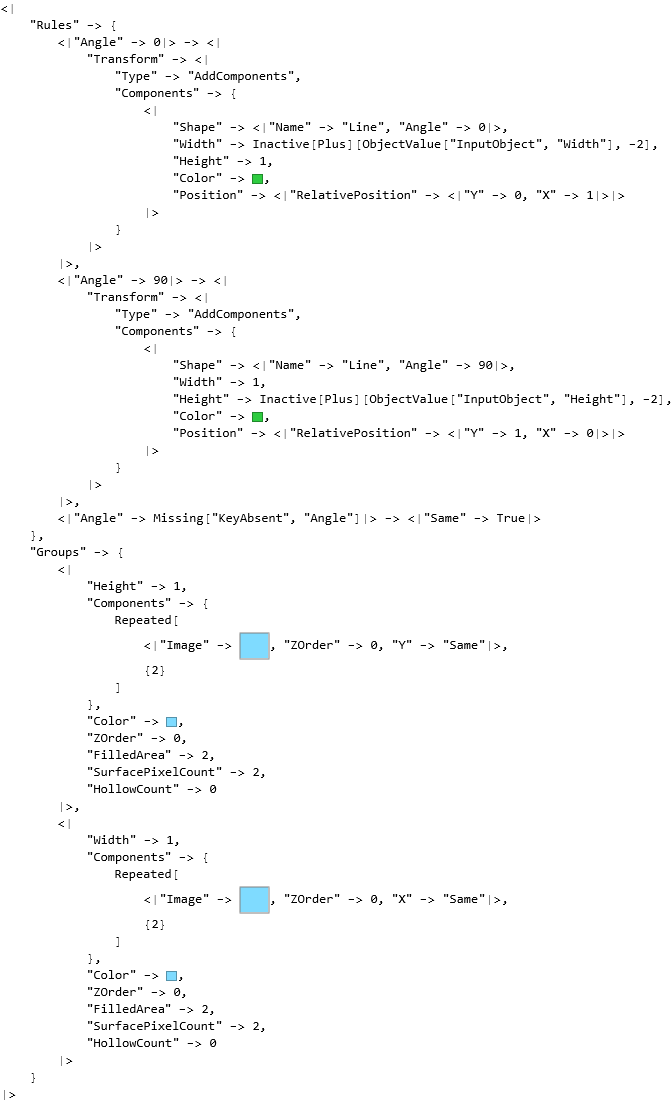 <|
"Rules" -> {
<|"Angle" -> 0|> -> <|
"Transform" -> <|
"Type" -> "AddComponents",
"Components" -> {
<|
"Shape" -> <|"Name" -> "Line", "Angle" -> 0|>,
"Width" -> Inactive[Plus][ObjectValue["InputObject", "Width"], -2],
"Height" -> 1,
"Color" -> ,
"Position" -> <|"RelativePosition" -> <|"Y" -> 0, "X" -> 1|>|>
|>
}
|>
|>,
<|"Angle" -> 90|> -> <|
"Transform" -> <|
"Type" -> "AddComponents",
"Components" -> {
<|
"Shape" -> <|"Name" -> "Line", "Angle" -> 90|>,
"Width" -> 1,
"Height" -> Inactive[Plus][ObjectValue["InputObject", "Height"], -2],
"Color" -> ,
"Position" -> <|"RelativePosition" -> <|"Y" -> 1, "X" -> 0|>|>
|>
}
|>
|>,
<|"Angle" -> Missing["KeyAbsent", "Angle"]|> -> <|"Same" -> True|>
},
"Groups" -> {
<|
"Height" -> 1,
"Components" -> {
Repeated[
<|"Image" -> , "ZOrder" -> 0, "Y" -> "Same"|>,
{2}
]
},
"Color" -> ,
"ZOrder" -> 0,
"FilledArea" -> 2,
"SurfacePixelCount" -> 2,
"HollowCount" -> 0
|>,
<|
"Width" -> 1,
"Components" -> {
Repeated[
<|"Image" -> , "ZOrder" -> 0, "X" -> "Same"|>,
{2}
]
},
"Color" -> ,
"ZOrder" -> 0,
"FilledArea" -> 2,
"SurfacePixelCount" -> 2,
"HollowCount" -> 0
|>
}
|>